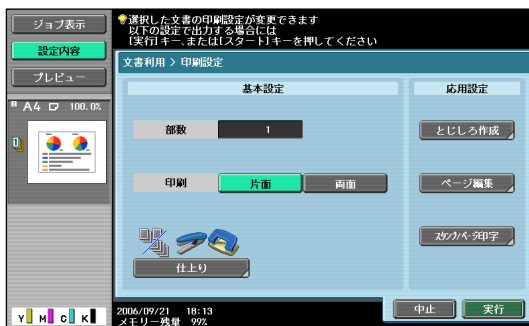 ジョブ表示
設定内容
プレビュー
A4 100.0%
1
選択した文書の印刷設定が変更できます
以下の設定で出力する場合には
[実行]キー、または[スタート]キーを押してください
文書利用 > 印刷設定
基本設定
応用設定
部数 1
とじしろ作成
印刷 片面 両面
ページ編集
スタンプ/ページ印字
仕上り
中止 実行
Y M C K
2006/09/21 18:13
メモリー残量 99%